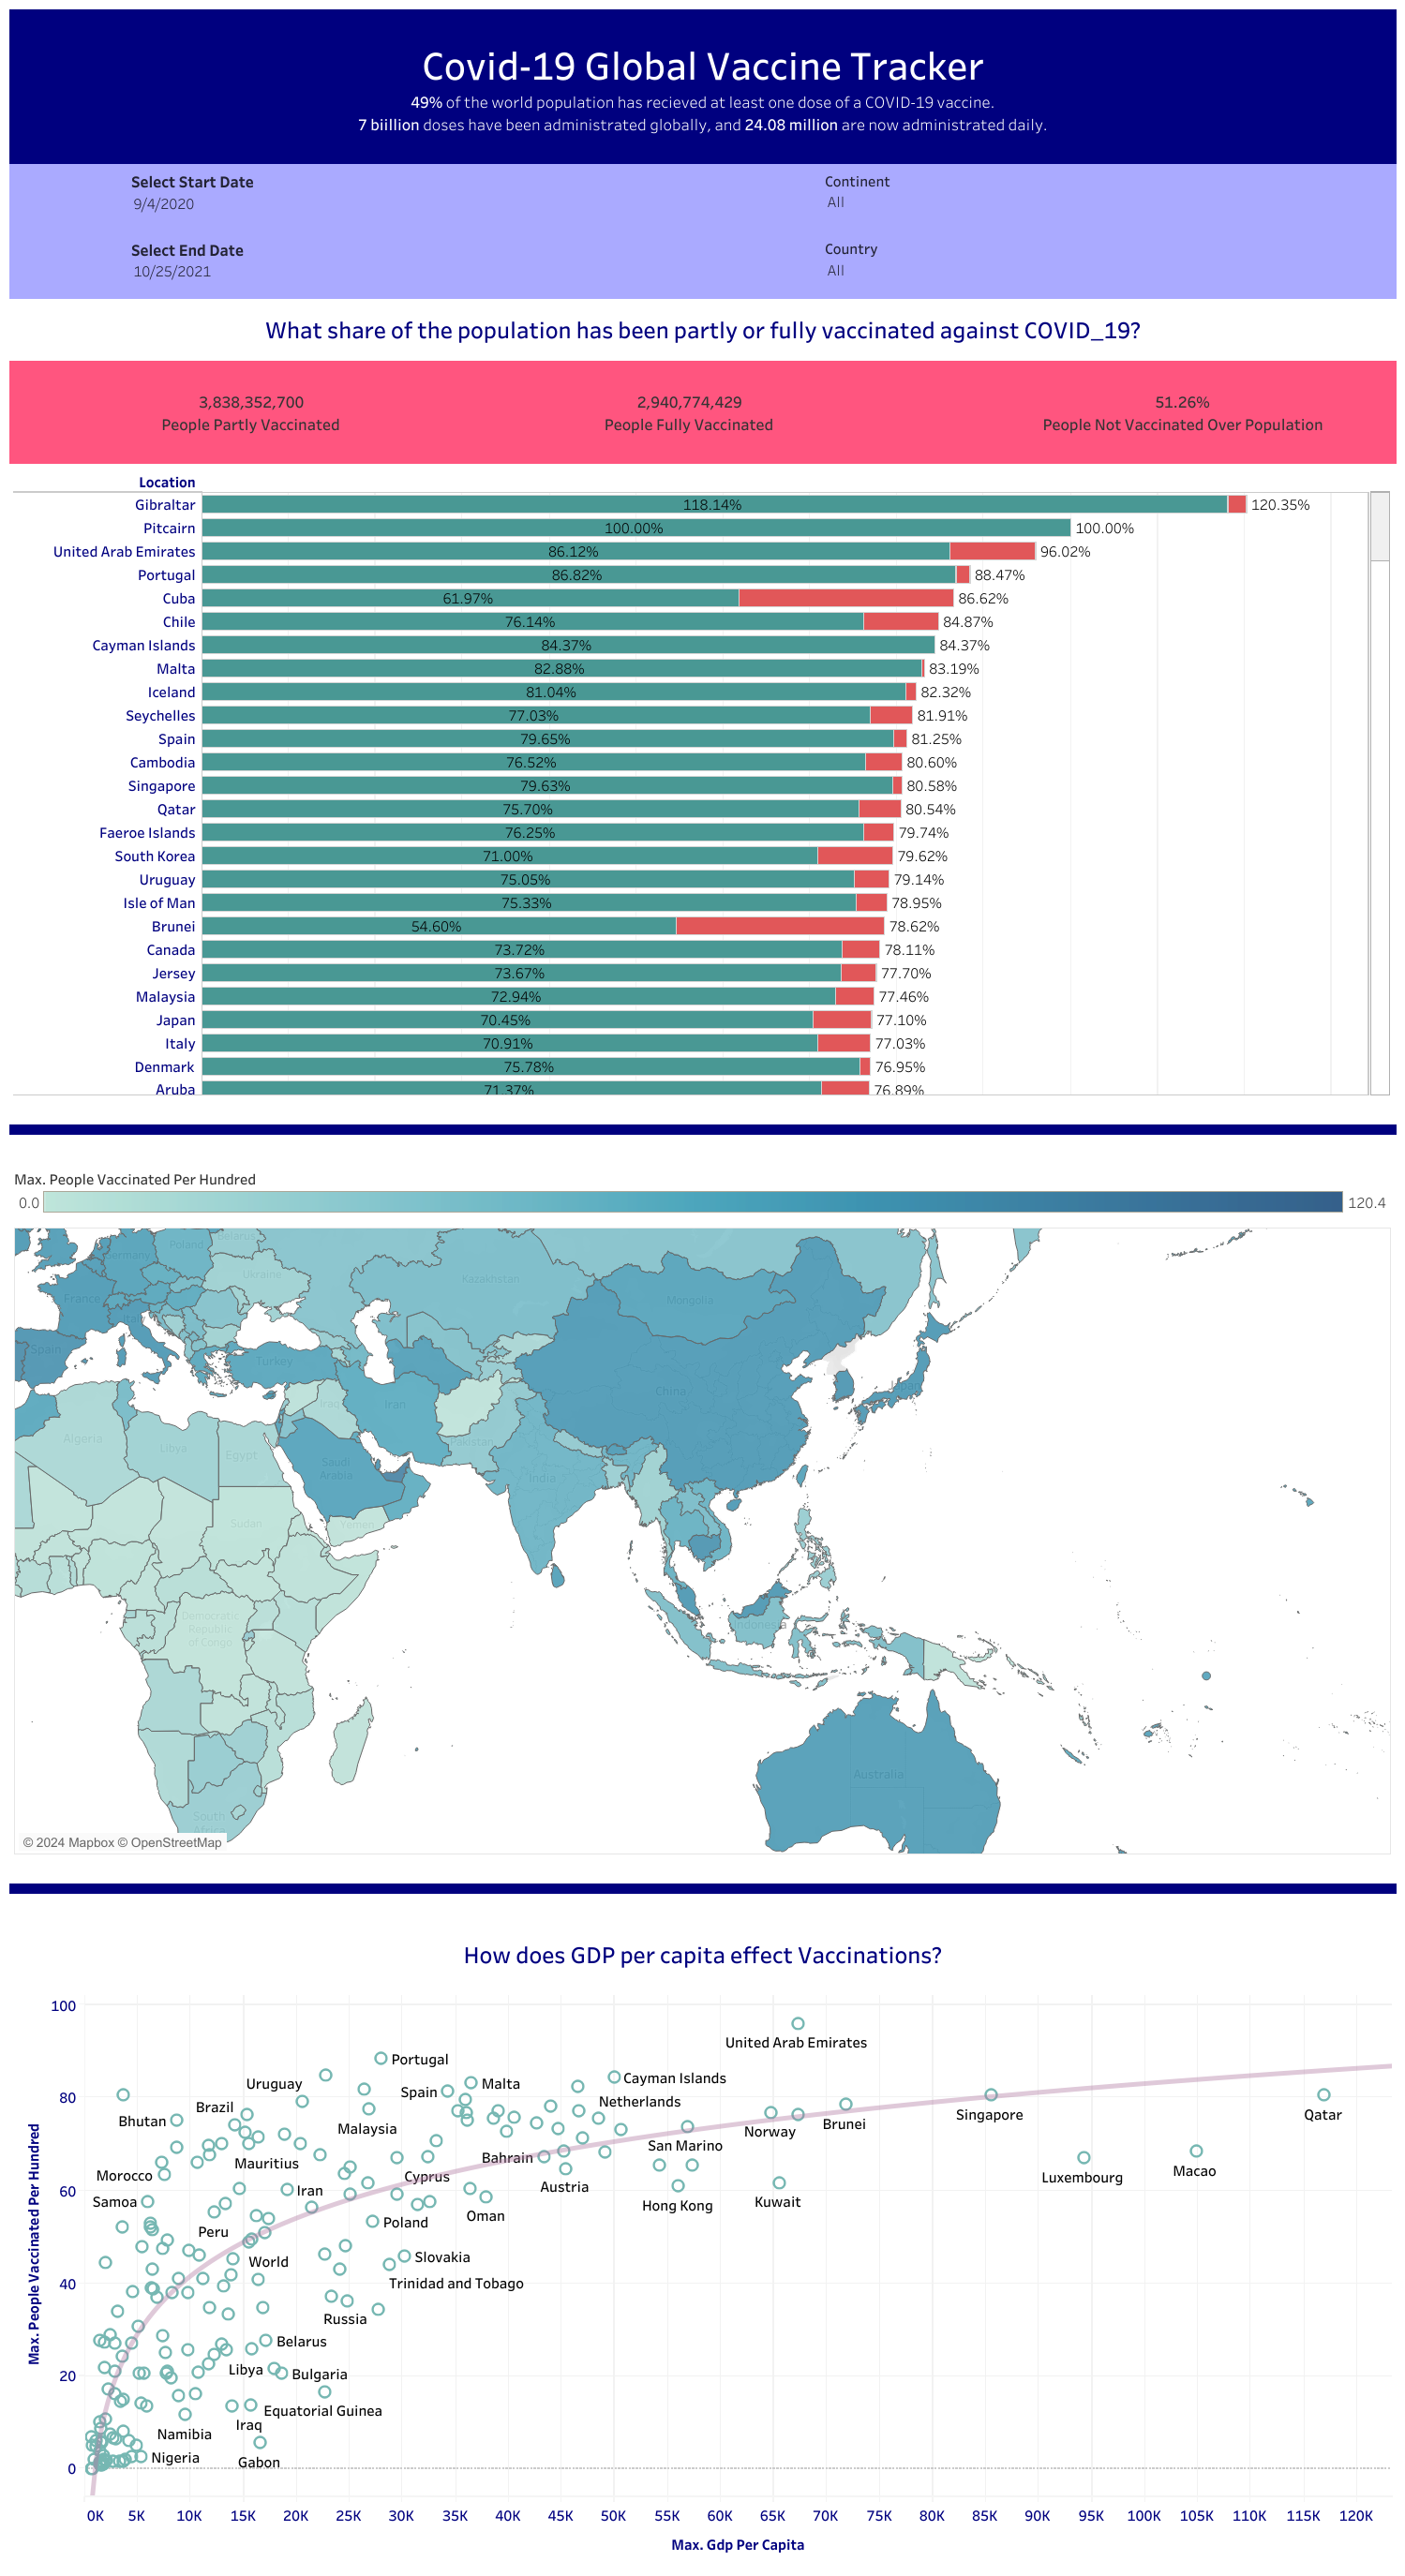 Covid-19 Global Vaccine Tracker
49% of the world population has recieved at least one dose of a COVID-19 vaccine.
7 biillion doses have been administrated globally, and 24.08 million are now administrated daily.
Select Start Date
9/4/2020
Continent
All
Select End Date
10/25/2021
Country
All
What share of the population has been partly or fully vaccinated against COVID_19?
3,838,352,700
People Partly Vaccinated
2,940,774,429
People Fully Vaccinated
51.26%
People Not Vaccinated Over Population
Location
Gibraltar 118.14% 120.35%
Pitcairn 100.00% 100.00%
United Arab Emirates 86.12% 96.02%
Portugal 86.82% 88.47%
Cuba 61.97% 86.62%
Chile 76.14% 84.87%
Cayman Islands 84.37% 84.37%
Malta 82.88% 83.19%
Iceland 81.04% 82.32%
Seychelles 77.03% 81.91%
Spain 79.65% 81.25%
Cambodia 76.52% 80.60%
Singapore 79.63% 80.58%
Qatar 75.70% 80.54%
Faeroe Islands 76.25% 79.74%
South Korea 71.00% 79.62%
Uruguay 75.05% 79.14%
Isle of Man 75.33% 78.95%
Brunei 54.60% 78.62%
Canada 73.72% 78.11%
Jersey 73.67% 77.70%
Malaysia 72.94% 77.46%
Japan 70.45% 77.10%
Italy 70.91% 77.03%
Denmark 75.78% 76.95%
Aruba 71.37% 76.89%
Max. People Vaccinated Per Hundred
0.0 120.4
Belarus
Poland
Germany
Ukraine
Kazakhstan
France
Mongolia
Italy
Spain
Turkey
China
Japan
Iraq
Iran
Algeria
Libya
Egypt
Pakistan
Saudi
Arabia
India
Sudan
Yemen
Democratic
Republic
of Congo
Indonesia
Australia
South
Africa
© 2024 Mapbox © OpenStreetMap
How does GDP per capita effect Vaccinations?
Max. People Vaccinated Per Hundred
100
80
60
40
20
0
United Arab Emirates
Portugal
Cayman Islands
Uruguay
Malta
Spain
Netherlands
Brazil
Singapore
Qatar
Bhutan
Brunei
Malaysia
Norway
San Marino
Bahrain
Mauritius
Macao
Morocco
Cyprus
Luxembourg
Austria
Iran
Samoa
Kuwait
Hong Kong
Oman
Poland
Peru
Slovakia
World
Trinidad and Tobago
Russia
Belarus
Libya
Bulgaria
Equatorial Guinea
Iraq
Namibia
Nigeria
Gabon
0K 5K 10K 15K 20K 25K 30K 35K 40K 45K 50K 55K 60K 65K 70K 75K 80K 85K 90K 95K 100K 105K 110K 115K 120K
Max. Gdp Per Capita